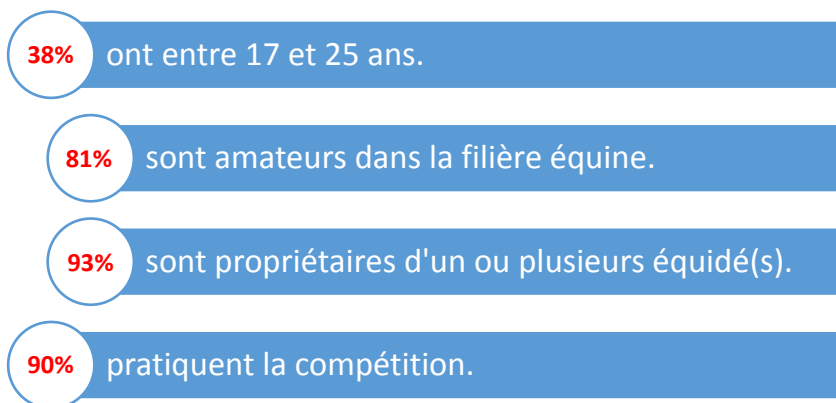 38% ont entre 17 et 25 ans.
81% sont amateurs dans la filière équine.
93% sont propriétaires d'un ou plusieurs équidé(s).
90% pratiquent la compétition.